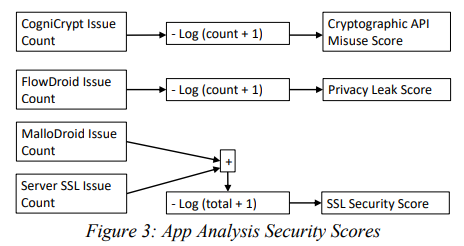 CogniCrypt Issue
Count
- Log (count + 1)
Cryptographic API
Misuse Score
FlowDroid Issue
Count
- Log (count + 1)
Privacy Leak Score
MalloDroid Issue
Count
+
Server SSL Issue
Count
- Log (total + 1)
SSL Security Score
Figure 3: App Analysis Security Scores